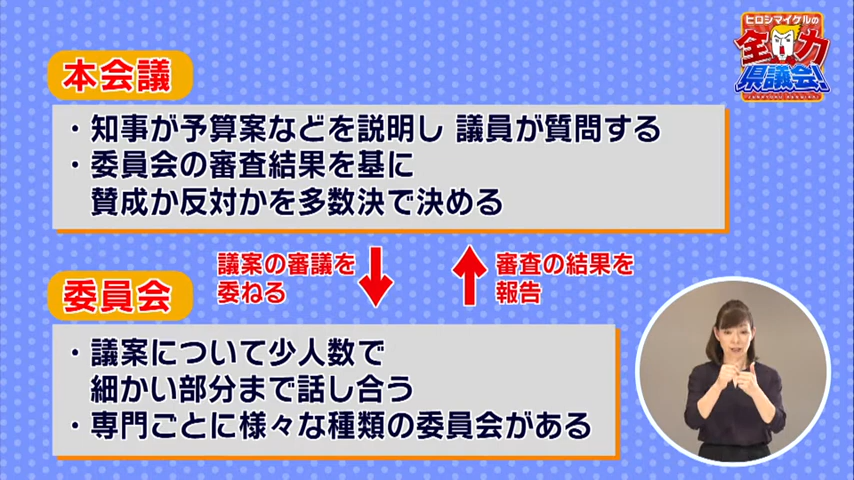 ヒロシマイケルの
全力
県議会!
本会議
・知事が予算案などを説明し 議員が質問する
・委員会の審査結果を基に
賛成か反対かを多数決で決める
議案の審議を
委ねる
審査の結果を
報告
委員会
・議案について少人数で
細かい部分まで話し合う
・専門ごとに様々な種類の委員会がある